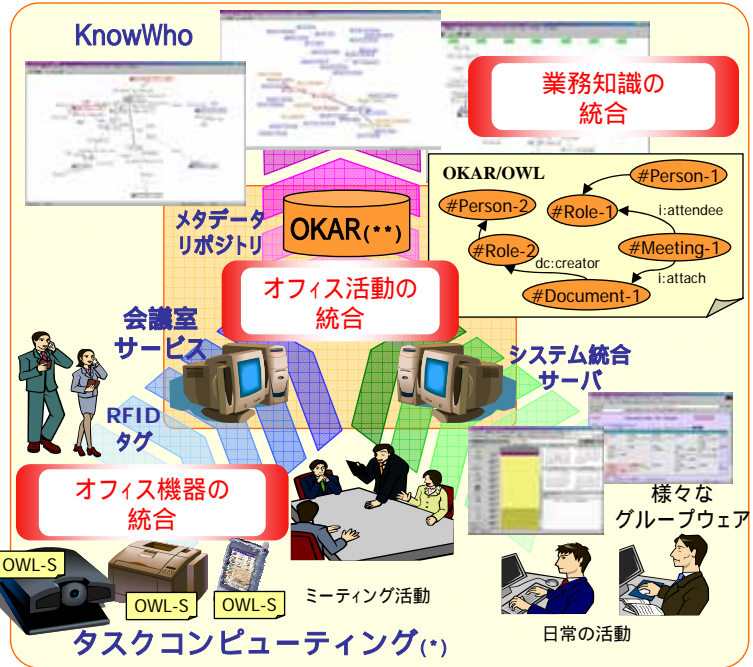 KnowWho
業務知識の
統合
OKAR/OWL
#Person-1
#Person-2
#Role-1
i:attendee
#Role-2
#Meeting-1
dc:creator
i:attach
#Document-1
メタデータ
リポジトリ
OKAR(**)
オフィス活動の
統合
会議室
サービス
システム統合
サーバ
RFID
タグ
オフィス機器の
統合
様々な
グループウェア
OWL-S
OWL-S
OWL-S
ミーティング活動
日常の活動
タスクコンピューティング(*)